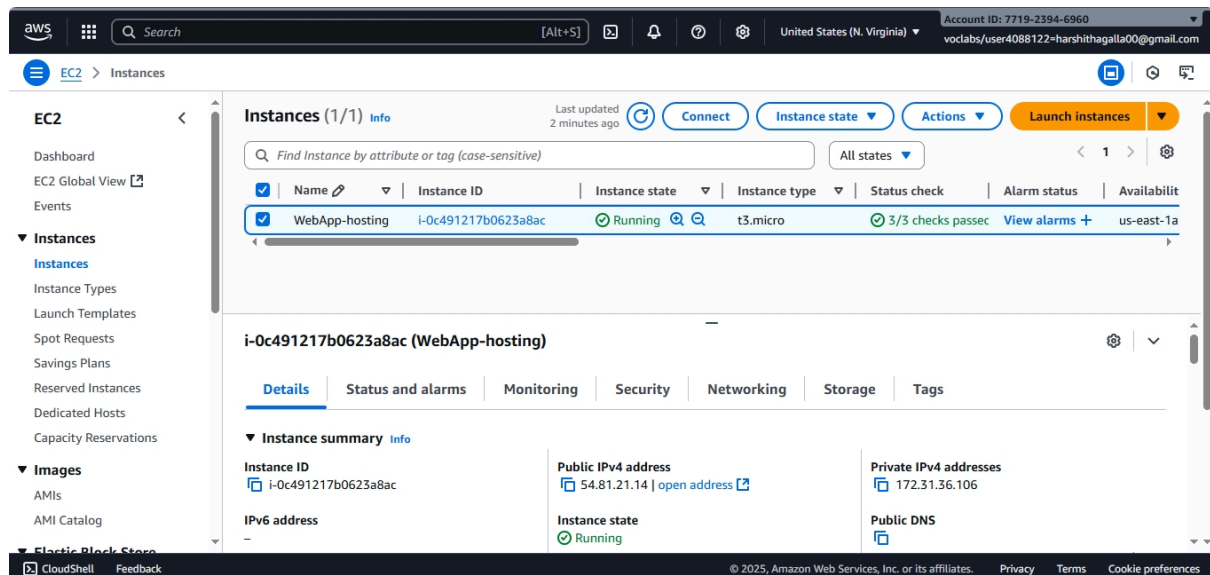 aws
Search
[Alt+S]
United States (N. Virginia)
Account ID: 7719-2394-6960
voclabs/user4088122=harshithagalla00@gmail.com
EC2 > Instances
EC2
Dashboard
EC2 Global View
Events
Instances
Instances
Instance Types
Launch Templates
Spot Requests
Savings Plans
Reserved Instances
Dedicated Hosts
Capacity Reservations
Images
AMIs
AMI Catalog
Elastic Block Store
Instances (1/1) Info
Last updated
2 minutes ago
Connect
Instance state
Actions
Launch instances
Find Instance by attribute or tag (case-sensitive)
All states
1
Name Instance ID Instance state Instance type Status check Alarm status Availabilit
WebApp-hosting i-0c491217b0623a8ac Running t3.micro 3/3 checks passec View alarms + us-east-1a
i-0c491217b0623a8ac (WebApp-hosting)
Details Status and alarms Monitoring Security Networking Storage Tags
Instance summary Info
Instance ID
i-0c491217b0623a8ac
Public IPv4 address
54.81.21.14 | open address
Private IPv4 addresses
172.31.36.106
IPv6 address
–
Instance state
Running
Public DNS
CloudShell Feedback © 2025, Amazon Web Services, Inc. or its affiliates. Privacy Terms Cookie preferences